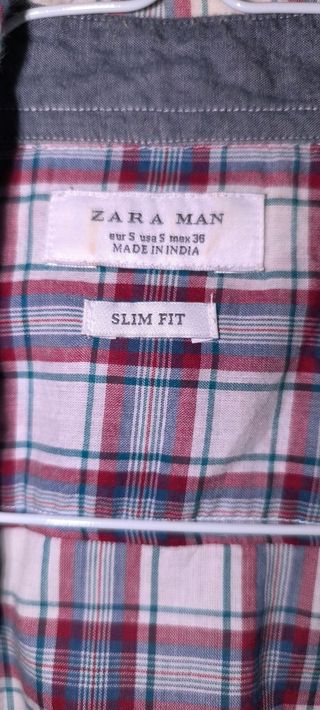 ZARA MAN
eur S usa S mex 36
MADE IN INDIA
SLIM FIT